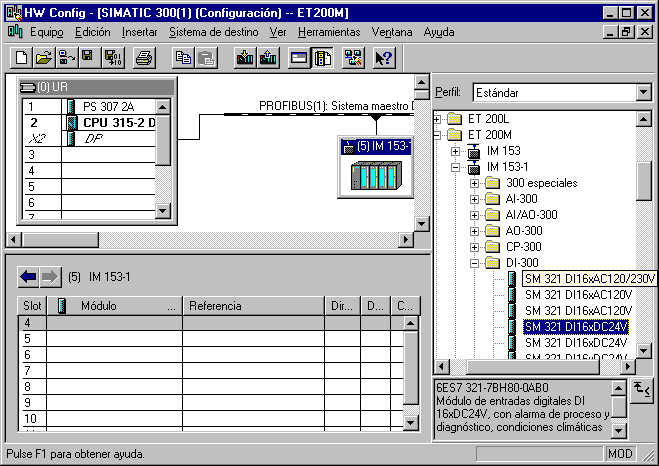 HW Config - [SIMATIC 300(1) (Configuración) -- ET200M]
Equipo Edición Insertar Sistema de destino Ver Herramientas Ventana Ayuda
(0) UR
1 PS 307 2A
2 CPU 315-2 D
X2 DP
3
4
5
6
7
PROFIBUS(1): Sistema maestro D
(5) IM 153-1
Perfil: Estándar
ET 200L
ET 200M
IM 153
IM 153-1
300 especiales
AI-300
AI/AO-300
AO-300
CP-300
DI-300
SM 321 DI16xAC120/230V
SM 321 DI16xAC120V
SM 321 DI16xAC120V
SM 321 DI16xDC24V
SM 321 DI16xDC24V
SM 321 DI16xDC24V
(5) IM 153-1
Slot Módulo ... Referencia Dir... D... C...
4
5
6
7
8
9
10
6ES7 321-7BH80-0AB0
Módulo de entradas digitales DI
16xDC24V, con alarma de proceso y
diagnóstico, condiciones climáticas
Pulse F1 para obtener ayuda.
MOD